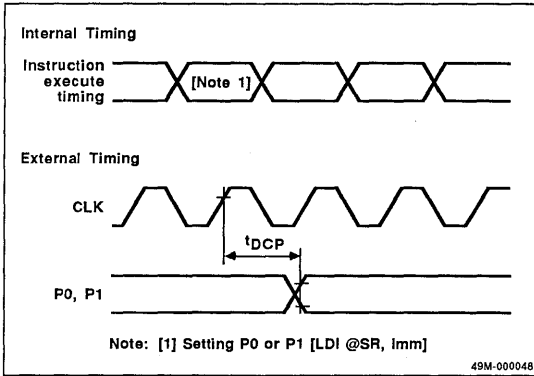 Internal Timing
Instruction
execute
timing
[Note 1]
External Timing
CLK
tDCP
P0, P1
Note: [1] Setting P0 or P1 [LDI @SR, Imm]
49M-000048